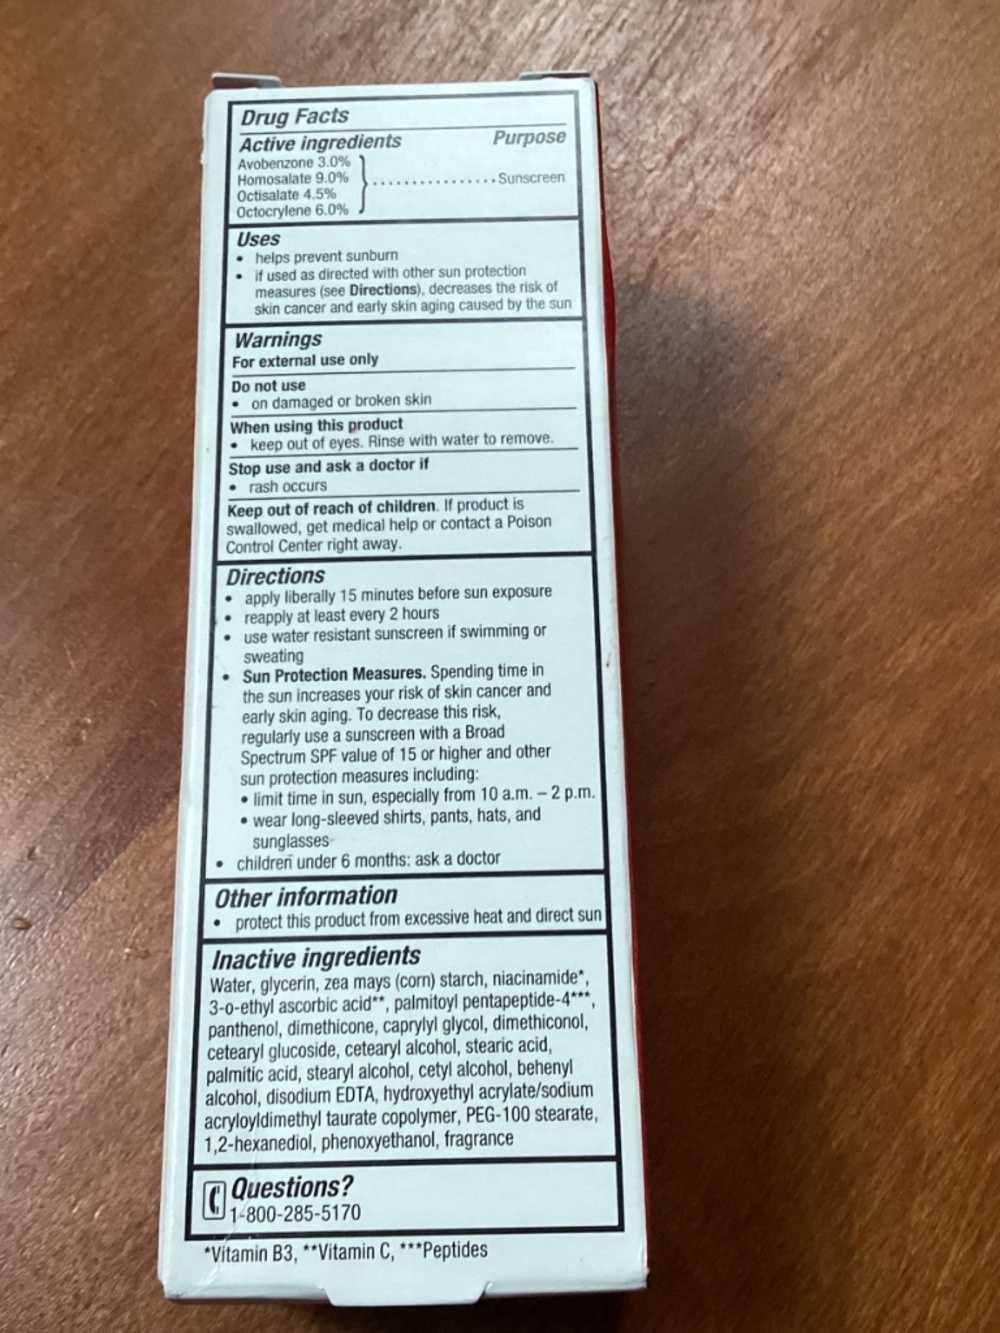 Drug Facts
Active ingredients Purpose
Avobenzone 3.0%
Homosalate 9.0%
Octisalate 4.5%
Octocrylene 6.0%
................Sunscreen
Uses
• helps prevent sunburn
• if used as directed with other sun protection
measures (see Directions), decreases the risk of
skin cancer and early skin aging caused by the sun
Warnings
For external use only
Do not use
• on damaged or broken skin
When using this product
• keep out of eyes. Rinse with water to remove.
Stop use and ask a doctor if
• rash occurs
Keep out of reach of children. If product is
swallowed, get medical help or contact a Poison
Control Center right away.
Directions
• apply liberally 15 minutes before sun exposure
• reapply at least every 2 hours
• use water resistant sunscreen if swimming or
sweating
• Sun Protection Measures. Spending time in
the sun increases your risk of skin cancer and
early skin aging. To decrease this risk,
regularly use a sunscreen with a Broad
Spectrum SPF value of 15 or higher and other
sun protection measures including:
• limit time in sun, especially from 10 a.m. – 2 p.m.
• wear long-sleeved shirts, pants, hats, and
sunglasses
• children under 6 months: ask a doctor
Other information
• protect this product from excessive heat and direct sun
Inactive ingredients
Water, glycerin, zea mays (corn) starch, niacinamide*,
3-o-ethyl ascorbic acid**, palmitoyl pentapeptide-4***,
panthenol, dimethicone, caprylyl glycol, dimethiconol,
cetearyl glucoside, cetearyl alcohol, stearic acid,
palmitic acid, stearyl alcohol, cetyl alcohol, behenyl
alcohol, disodium EDTA, hydroxyethyl acrylate/sodium
acryloyldimethyl taurate copolymer, PEG-100 stearate,
1,2-hexanediol, phenoxyethanol, fragrance
Questions?
1-800-285-5170
*Vitamin B3, **Vitamin C, ***Peptides